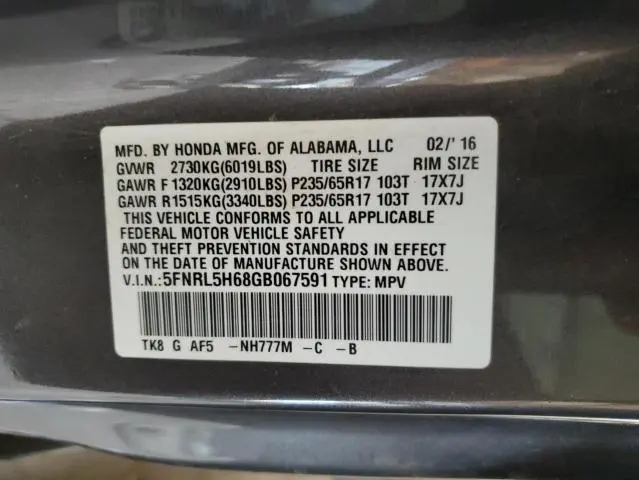 MFD. BY HONDA MFG. OF ALABAMA, LLC 02/'16
GVWR 2730KG(6019LBS) TIRE SIZE RIM SIZE
GAWR F 1320KG(2910LBS) P235/65R17 103T 17X7J
GAWR R1515KG(3340LBS) P235/65R17 103T 17X7J
THIS VEHICLE CONFORMS TO ALL APPLICABLE
FEDERAL MOTOR VEHICLE SAFETY
AND THEFT PREVENTION STANDARDS IN EFFECT
ON THE DATE OF MANUFACTURE SHOWN ABOVE.
V.I.N.:5FNRL5H68GB067591 TYPE: MPV
TK8 G AF5 -NH777M -C -B